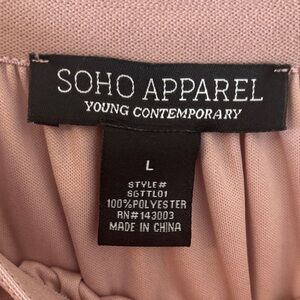 SOHO APPAREL
YOUNG CONTEMPORARY
L
STYLE#
SGTTL01
100%POLYESTER
RN#143003
MADE IN CHINA